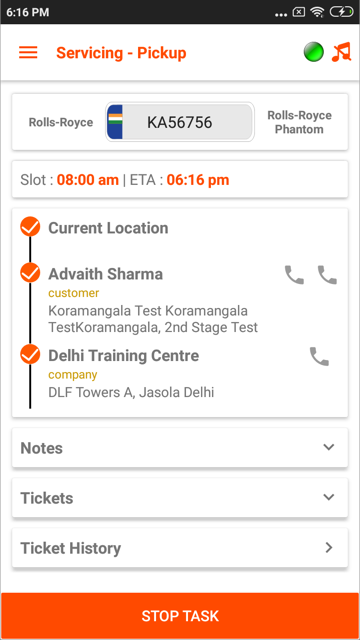 6:16 PM
Servicing - Pickup
Rolls-Royce
KA56756
Rolls-Royce
Phantom
Slot : 08:00 am | ETA : 06:16 pm
Current Location
Advaith Sharma
customer
Koramangala Test Koramangala
TestKoramangala, 2nd Stage Test
Delhi Training Centre
company
DLF Towers A, Jasola Delhi
Notes
Tickets
Ticket History
STOP TASK